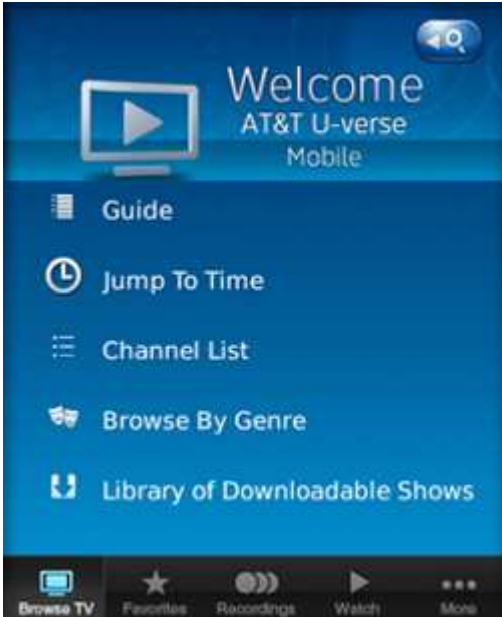 Welcome
AT&T U-verse
Mobile
Guide
Jump To Time
Channel List
Browse By Genre
Library of Downloadable Shows
Browse TV Favorites Recordings Watch More